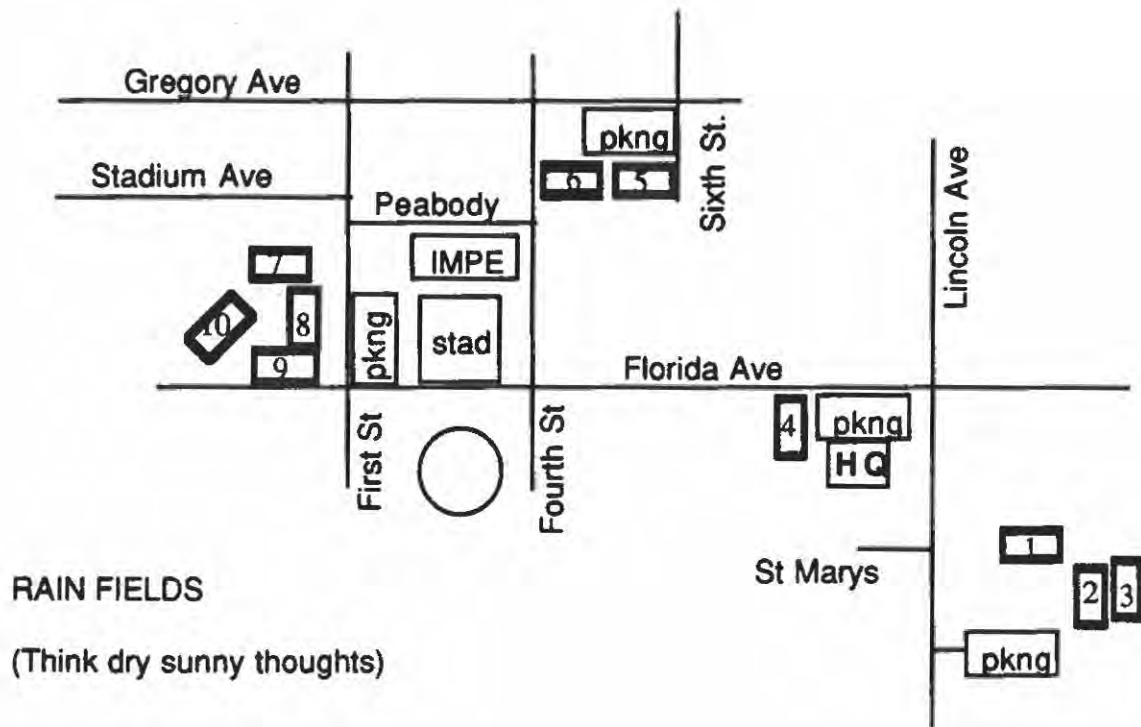 Gregory Ave
pkng
Sixth St.
Stadium Ave
6
5
Peabody
Lincoln Ave
7
IMPE
10
8
pkng
stad
9
Florida Ave
4
pkng
HQ
First St
Fourth St
1
St Marys
2
3
RAIN FIELDS
(Think dry sunny thoughts)
pkng